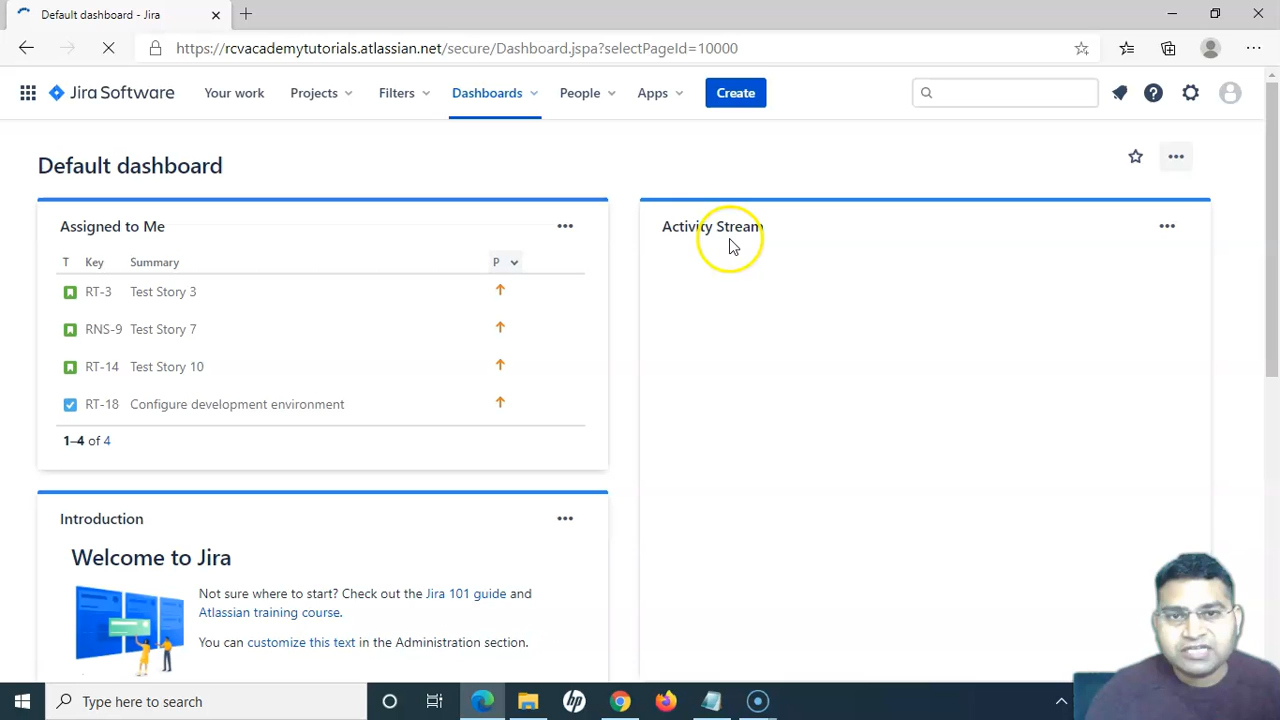 Default dashboard - Jira
https://rcvacademytutorials.atlassian.net/secure/Dashboard.jspa?selectPageId=10000
Jira Software Your work Projects Filters Dashboards People Apps Create
Default dashboard
Assigned to Me
T Key Summary P
RT-3 Test Story 3
RNS-9 Test Story 7
RT-14 Test Story 10
RT-18 Configure development environment
1–4 of 4
Activity Stream
Introduction
Welcome to Jira
Not sure where to start? Check out the Jira 101 guide and
Atlassian training course.
You can customize this text in the Administration section.
Type here to search
hp